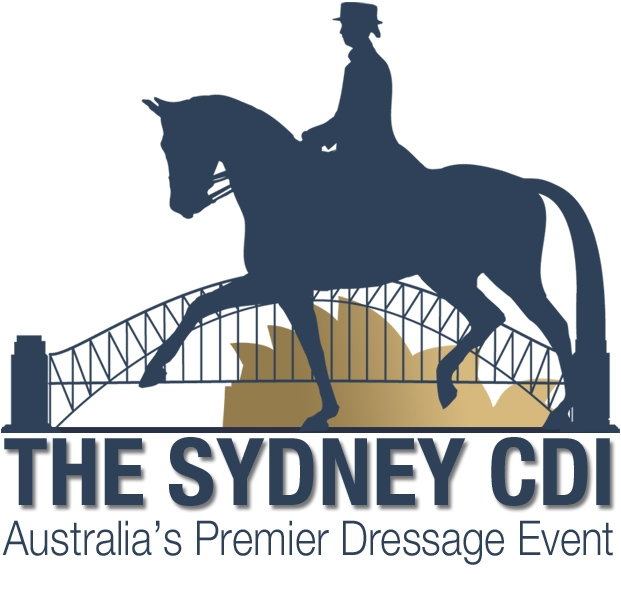 THE SYDNEY CDI
Australia's Premier Dressage Event